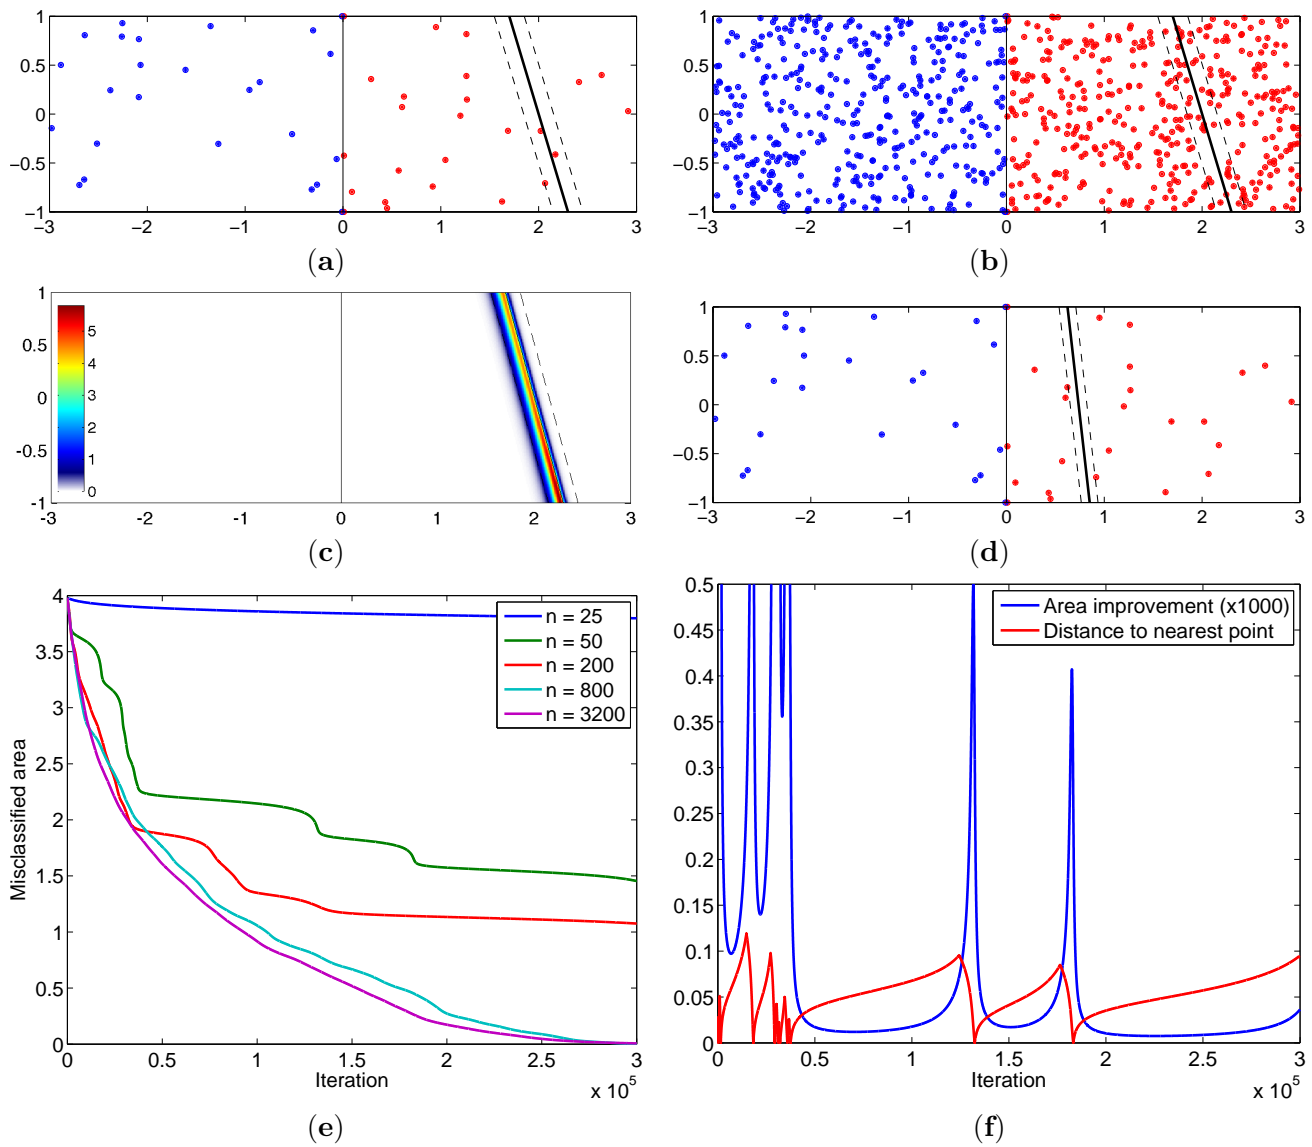 1
0.5
0
−0.5
−1
−3 −2 −1 0 1 2 3
(a)
1
0.5
0
−0.5
−1
−3 −2 −1 0 1 2 3
(b)
1
0.5
0
-0.5
-1
5
4
3
2
1
0
-3 -2 -1 0 1 2 3
(c)
1
0.5
0
−0.5
−1
−3 −2 −1 0 1 2 3
(d)
4
3.5
3
2.5
2
1.5
1
0.5
0
Misclassified area
n = 25
n = 50
n = 200
n = 800
n = 3200
0 0.5 1 1.5 2 2.5 3
Iteration
x 10^5
(e)
0.5
0.45
0.4
0.35
0.3
0.25
0.2
0.15
0.1
0.05
0
Area improvement (x1000)
Distance to nearest point
0 0.5 1 1.5 2 2.5 3
Iteration
x 10^5
(f)